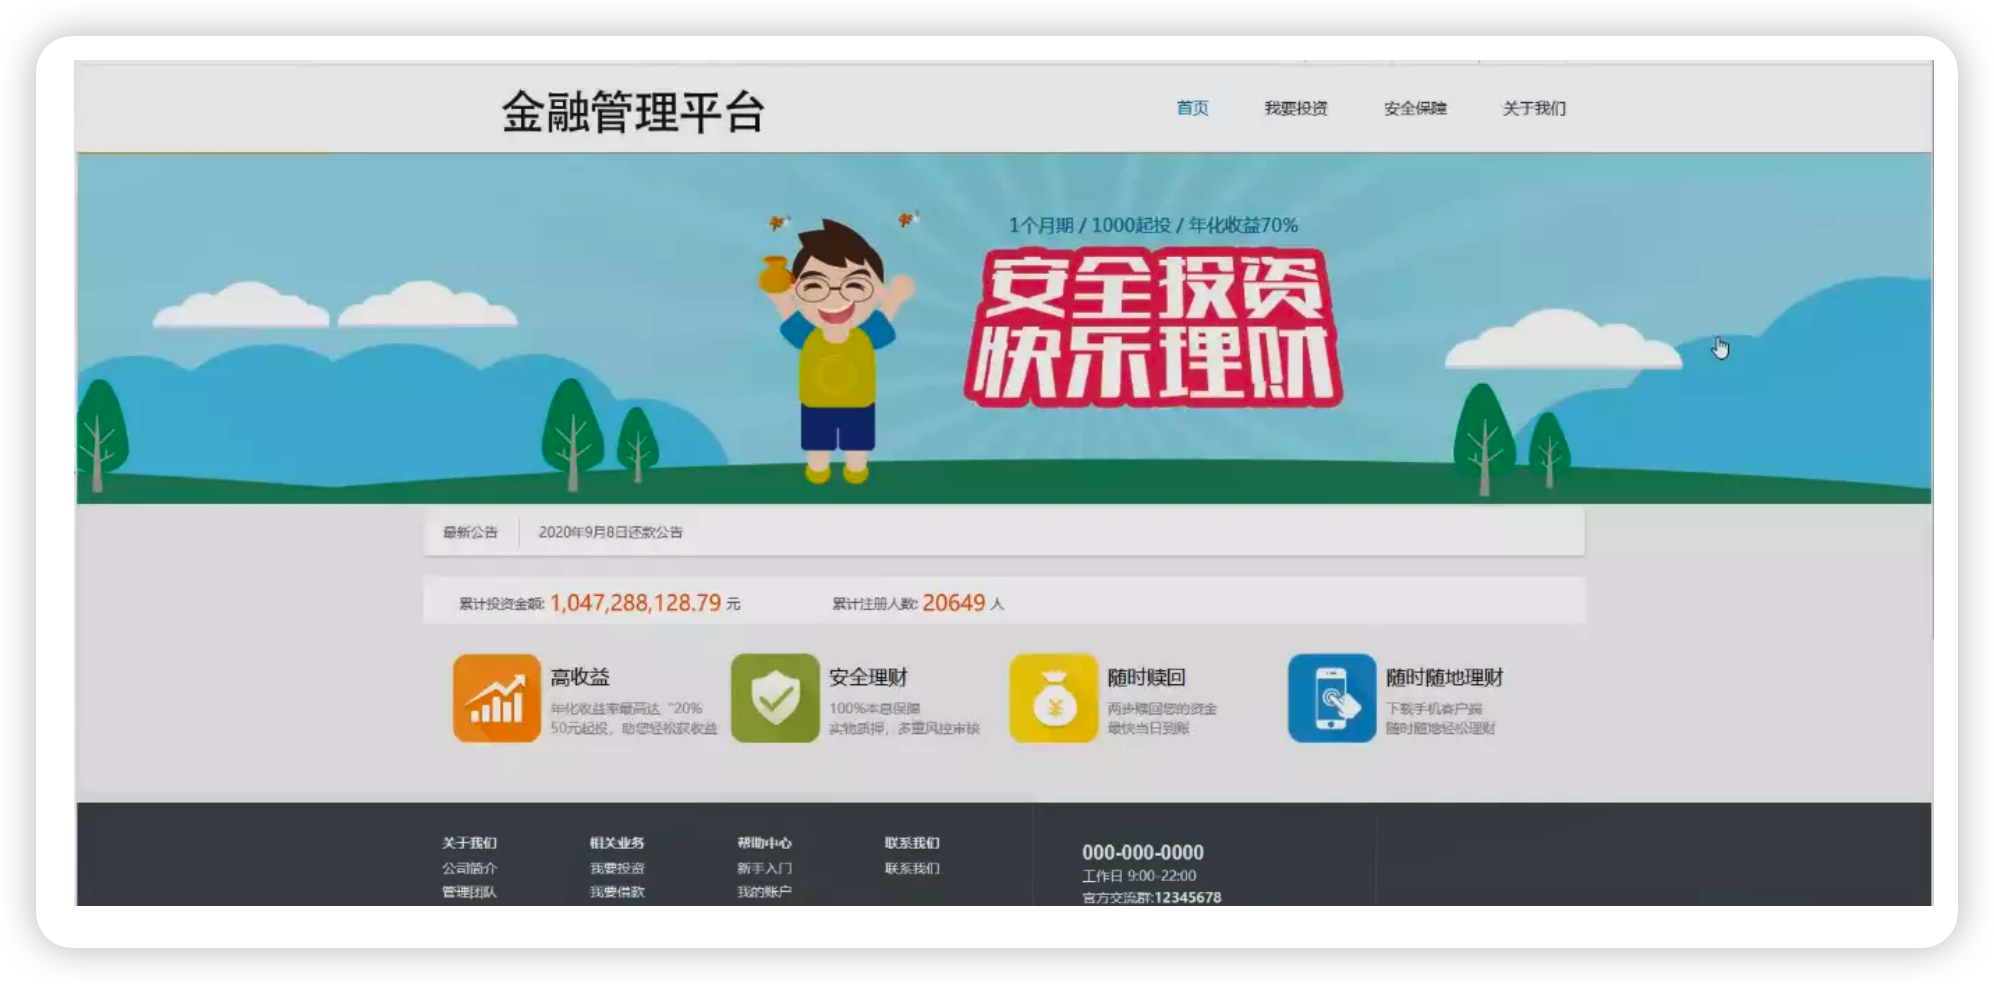 金融管理平台
首页 我要投资 安全保障 关于我们
1个月期 / 1000起投 / 年化收益70%
安全投资
快乐理财
最新公告 2020年9月8日还款公告
累计投资金额: 1,047,288,128.79 元 累计注册人数: 20649 人
高收益
年化收益率最高达“20%
50元起投，助您轻松获收益
安全理财
100%本息保障
实物质押，多重风控审核
随时赎回
两步赎回您的资金
最快当日到账
随时随地理财
下载手机客户端
随时随地轻松理财
关于我们
公司简介
管理团队
相关业务
我要投资
我要借款
帮助中心
新手入门
我的账户
联系我们
联系我们
000-000-0000
工作日 9:00-22:00
官方交流群:12345678